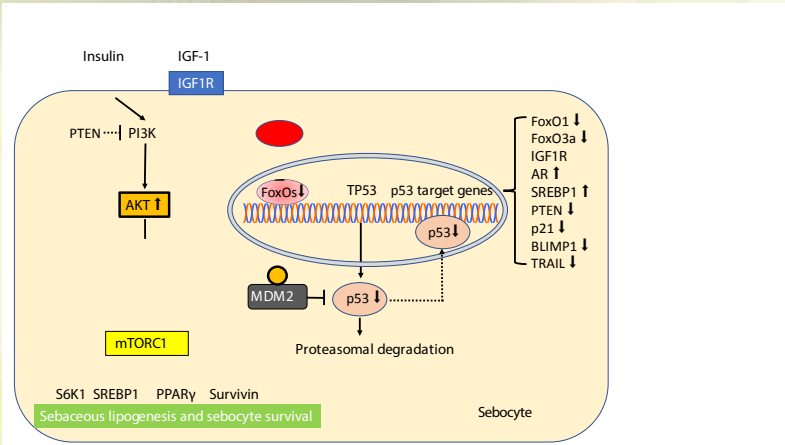 Insulin
IGF-1
IGF1R
PTEN
PI3K
AKT ⬆
FoxOs⬇
TP53
p53 target genes
p53⬇
MDM2
p53 ⬇
Proteasomal degradation
mTORC1
S6K1 SREBP1 PPARγ Survivin
Sebaceous lipogenesis and sebocyte survival
Sebocyte
FoxO1 ⬇
FoxO3a ⬇
IGF1R
AR ⬆
SREBP1 ⬆
PTEN ⬇
p21 ⬇
BLIMP1 ⬇
TRAIL ⬇